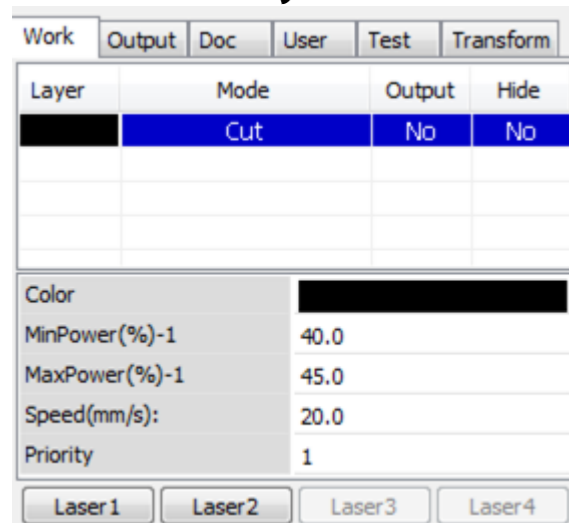 Work Output Doc User Test Transform
Layer Mode Output Hide
Cut No No
Color
MinPower(%)-1 40.0
MaxPower(%)-1 45.0
Speed(mm/s): 20.0
Priority 1
Laser1 Laser2 Laser3 Laser4